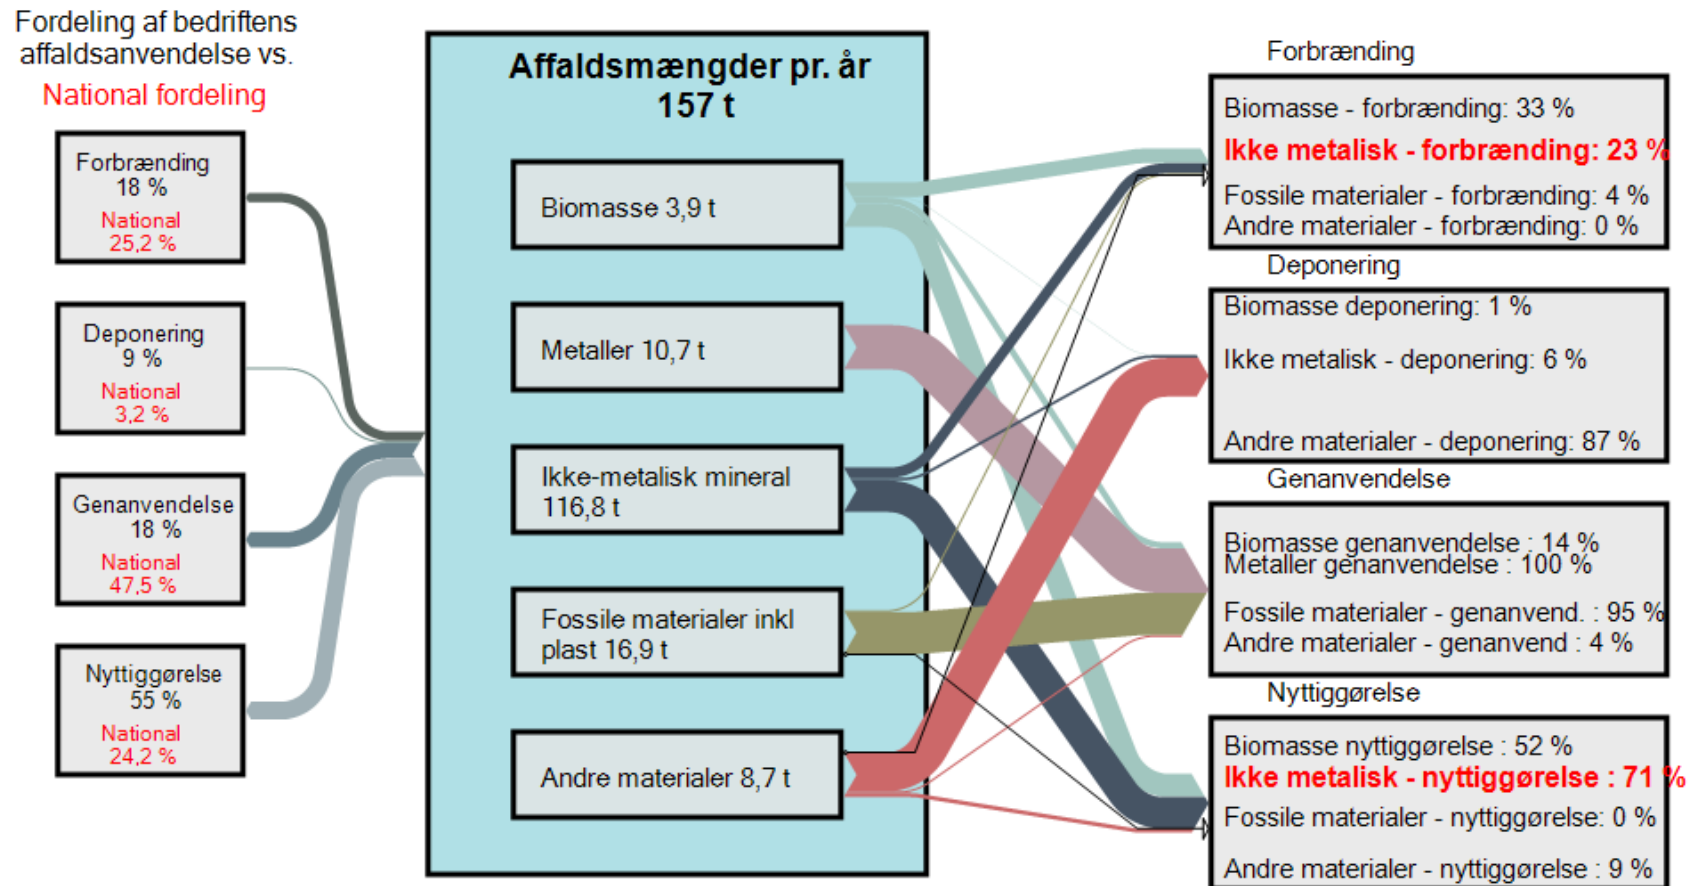 Fordeling af bedriftens
affaldsanvendelse vs.
National fordeling
Forbrænding
18 %
National
25,2 %
Deponering
9 %
National
3,2 %
Genanvendelse
18 %
National
47,5 %
Nyttiggørelse
55 %
National
24,2 %
Affaldsmængder pr. år
157 t
Biomasse 3,9 t
Metaller 10,7 t
Ikke-metalisk mineral
116,8 t
Fossile materialer inkl
plast 16,9 t
Andre materialer 8,7 t
Forbrænding
Biomasse - forbrænding: 33 %
Ikke metalisk - forbrænding: 23 %
Fossile materialer - forbrænding: 4 %
Andre materialer - forbrænding: 0 %
Deponering
Biomasse deponering: 1 %
Ikke metalisk - deponering: 6 %
Andre materialer - deponering: 87 %
Genanvendelse
Biomasse genanvendelse : 14 %
Metaller genanvendelse : 100 %
Fossile materialer - genanvend. : 95 %
Andre materialer - genanvend : 4 %
Nyttiggørelse
Biomasse nyttiggørelse : 52 %
Ikke metalisk - nyttiggørelse : 71 %
Fossile materialer - nyttiggørelse: 0 %
Andre materialer - nyttiggørelse : 9 %